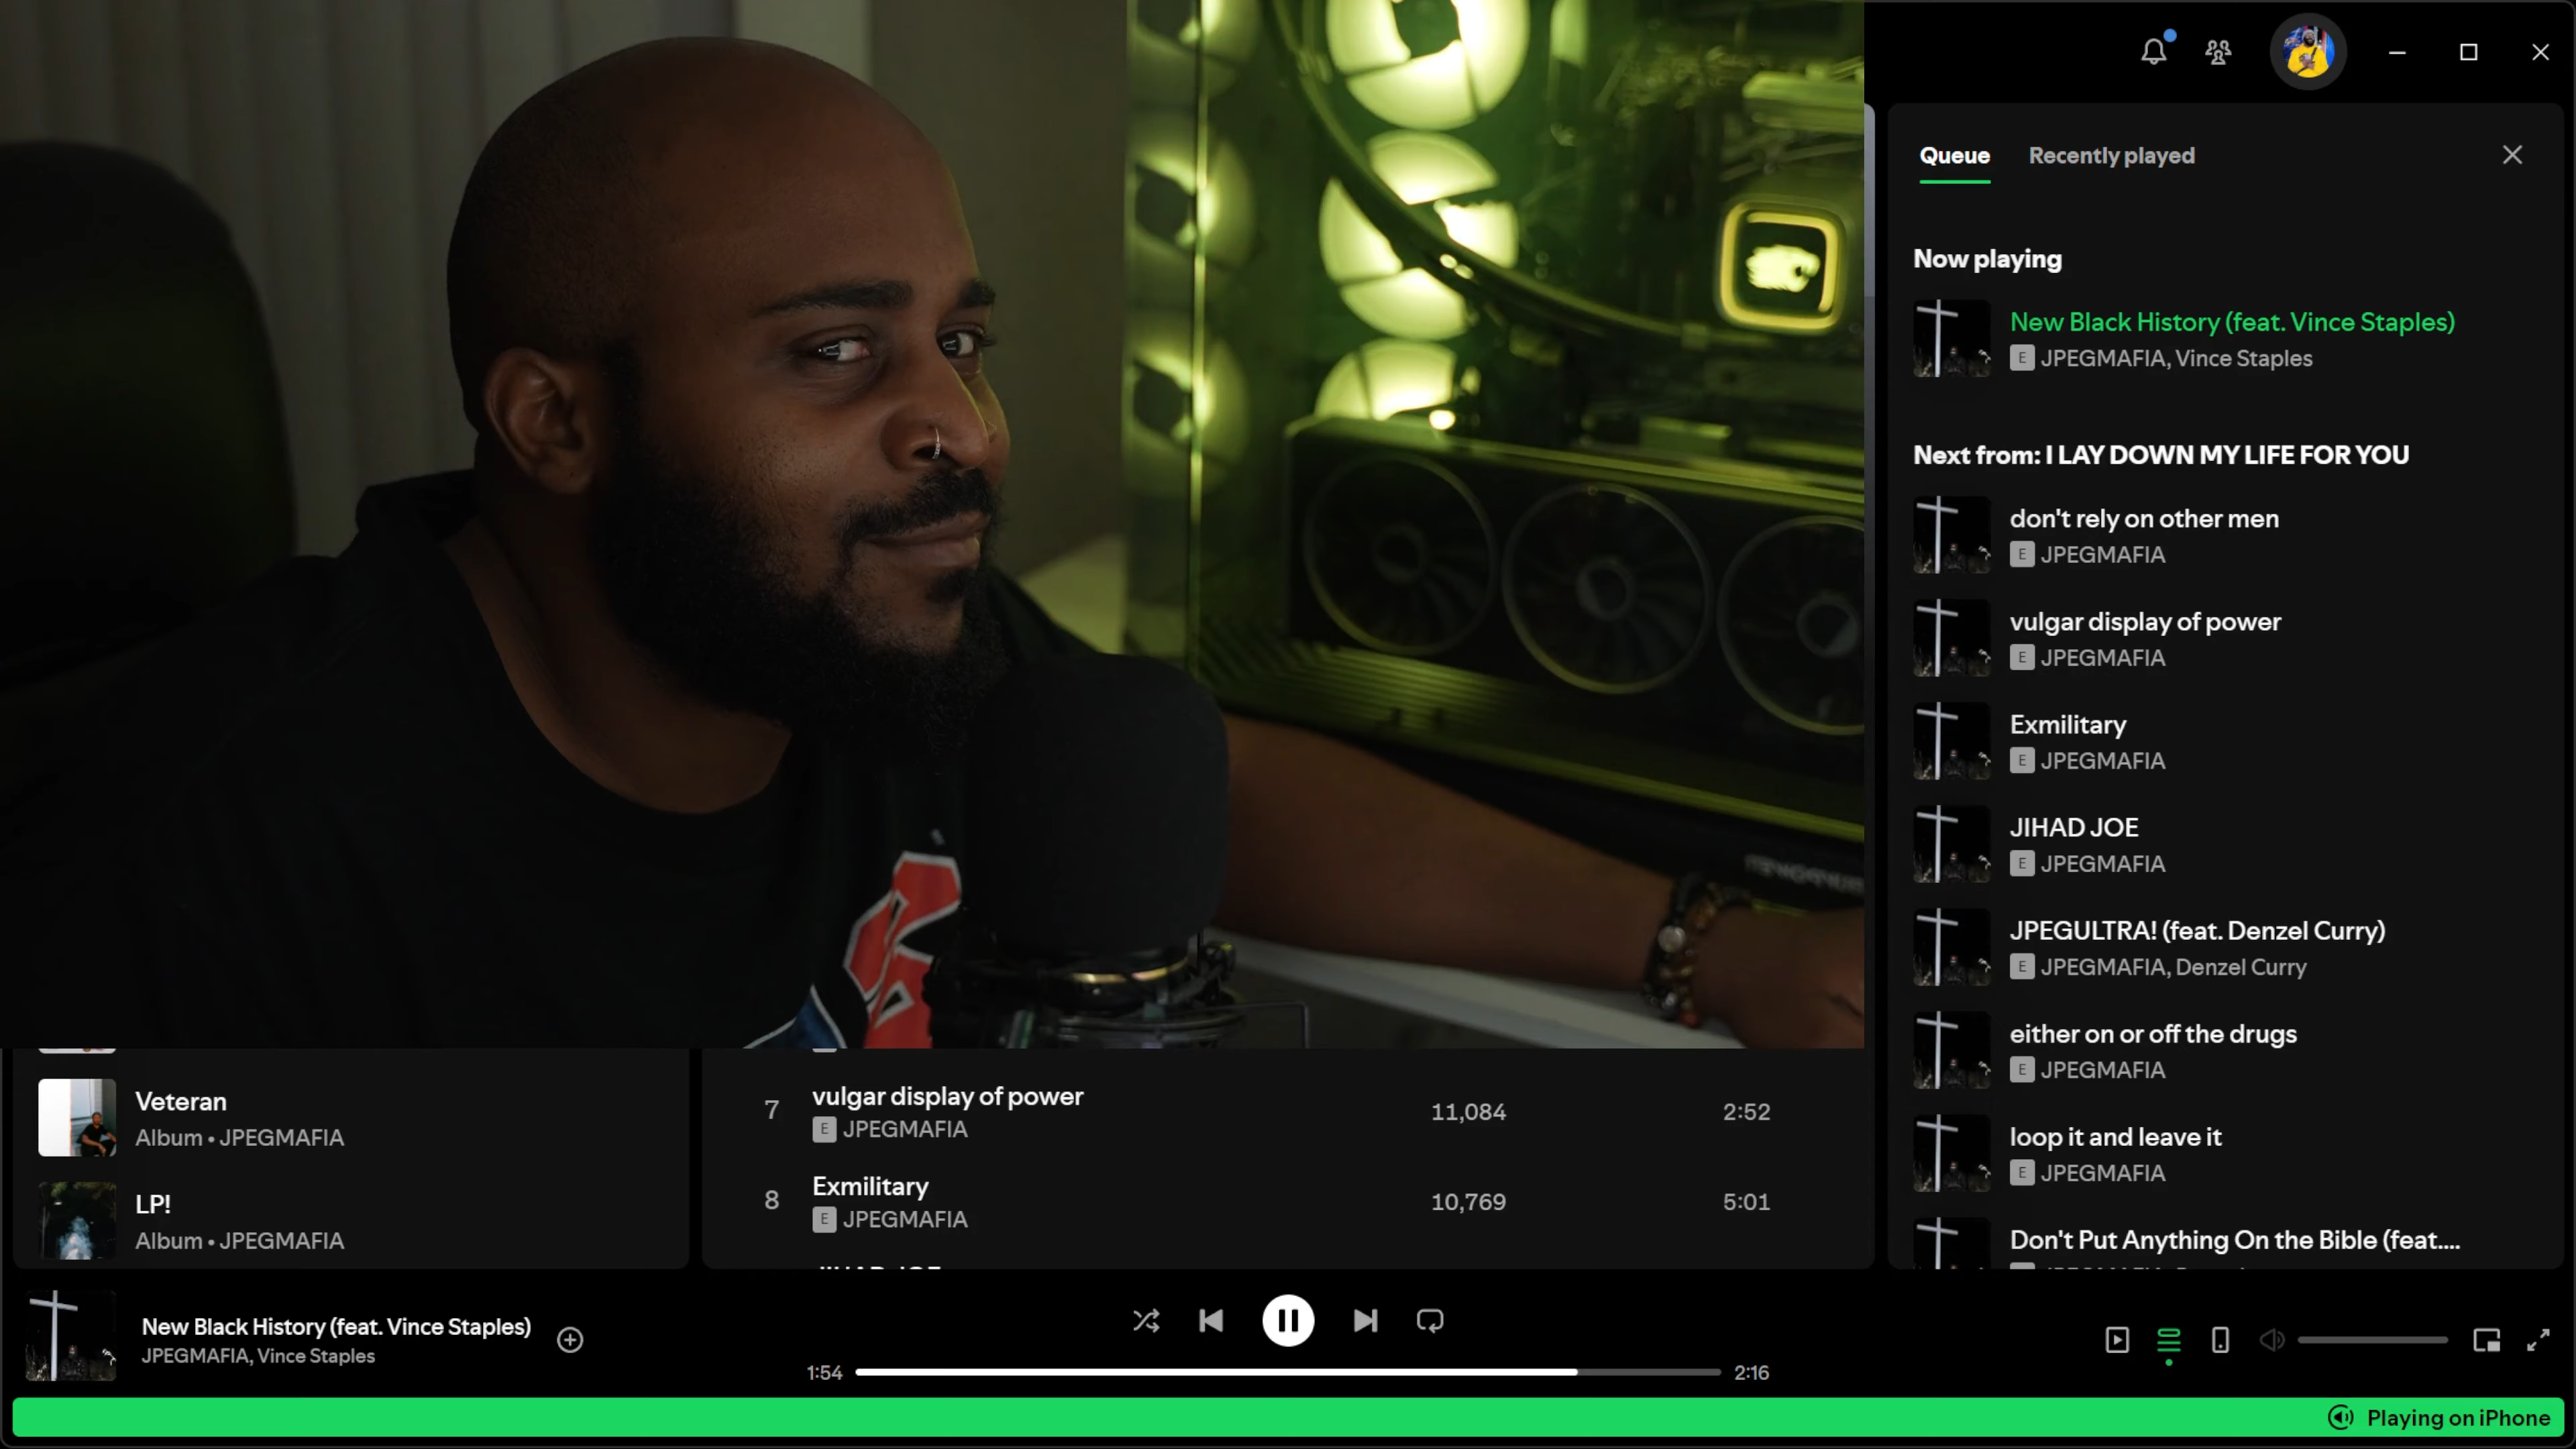 Queue
Recently played
Now playing
New Black History (feat. Vince Staples)
E JPEGMAFIA, Vince Staples
Next from: I LAY DOWN MY LIFE FOR YOU
don't rely on other men
E JPEGMAFIA
vulgar display of power
E JPEGMAFIA
Exmilitary
E JPEGMAFIA
JIHAD JOE
E JPEGMAFIA
JPEGULTRA! (feat. Denzel Curry)
E JPEGMAFIA, Denzel Curry
either on or off the drugs
E JPEGMAFIA
loop it and leave it
E JPEGMAFIA
Don't Put Anything On the Bible (feat....
Veteran
Album • JPEGMAFIA
LP!
Album • JPEGMAFIA
7 vulgar display of power 11,084 2:52
E JPEGMAFIA
8 Exmilitary 10,769 5:01
E JPEGMAFIA
New Black History (feat. Vince Staples)
JPEGMAFIA, Vince Staples
1:54
2:16
Playing on iPhone